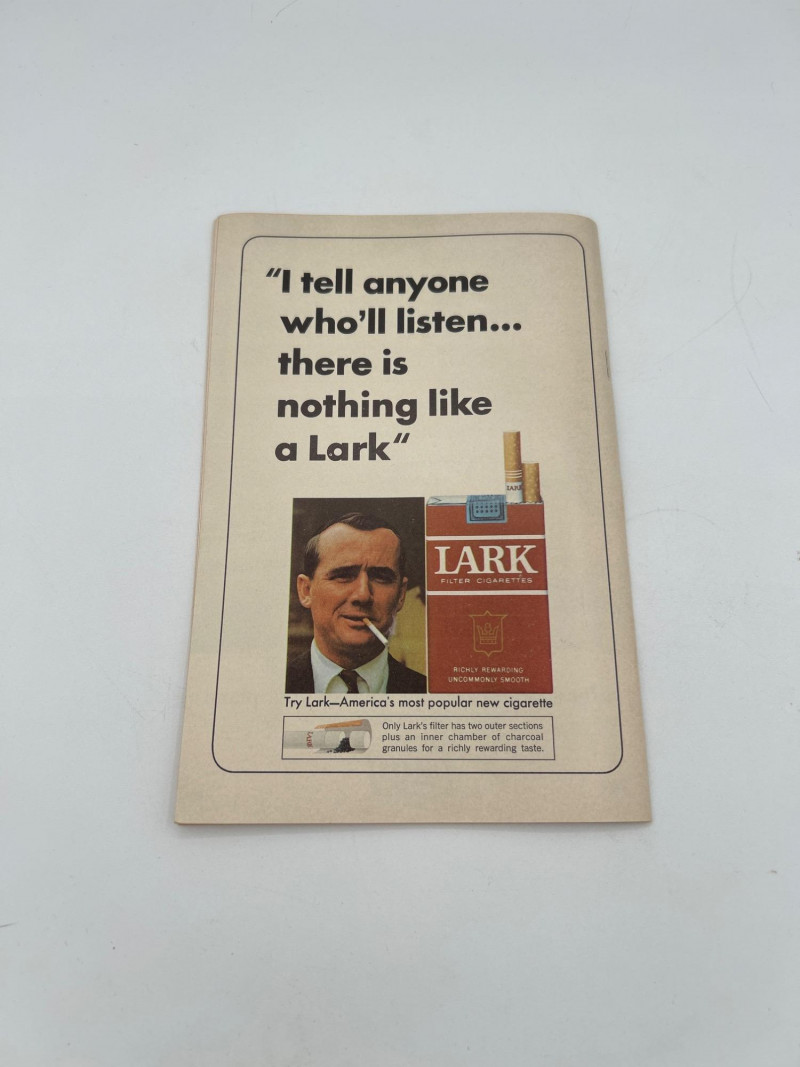 “I tell anyone
who’ll listen...
there is
nothing like
a Lark“
LARK
LARK
FILTER CIGARETTES
RICHLY REWARDING
UNCOMMONLY SMOOTH
Try Lark—America's most popular new cigarette
LARK
Only Lark's filter has two outer sections
plus an inner chamber of charcoal
granules for a richly rewarding taste.